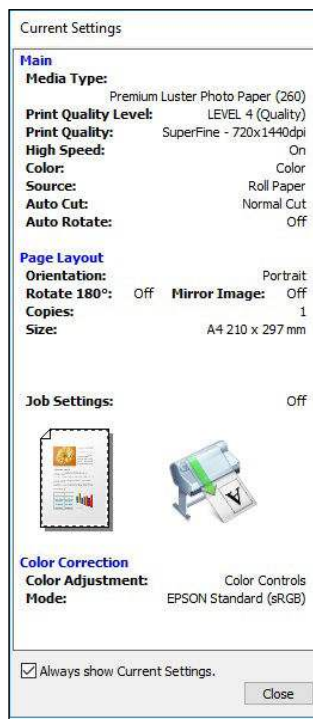 Current Settings
Main
Media Type:
Premium Luster Photo Paper (260)
Print Quality Level: LEVEL 4 (Quality)
Print Quality: SuperFine - 720x1440dpi
High Speed: On
Color: Color
Source: Roll Paper
Auto Cut: Normal Cut
Auto Rotate: Off
Page Layout
Orientation: Portrait
Rotate 180°: Off Mirror Image: Off
Copies: 1
Size: A4 210 x 297 mm
Job Settings: Off
A
Color Correction
Color Adjustment: Color Controls
Mode: EPSON Standard (sRGB)
Always show Current Settings.
Close